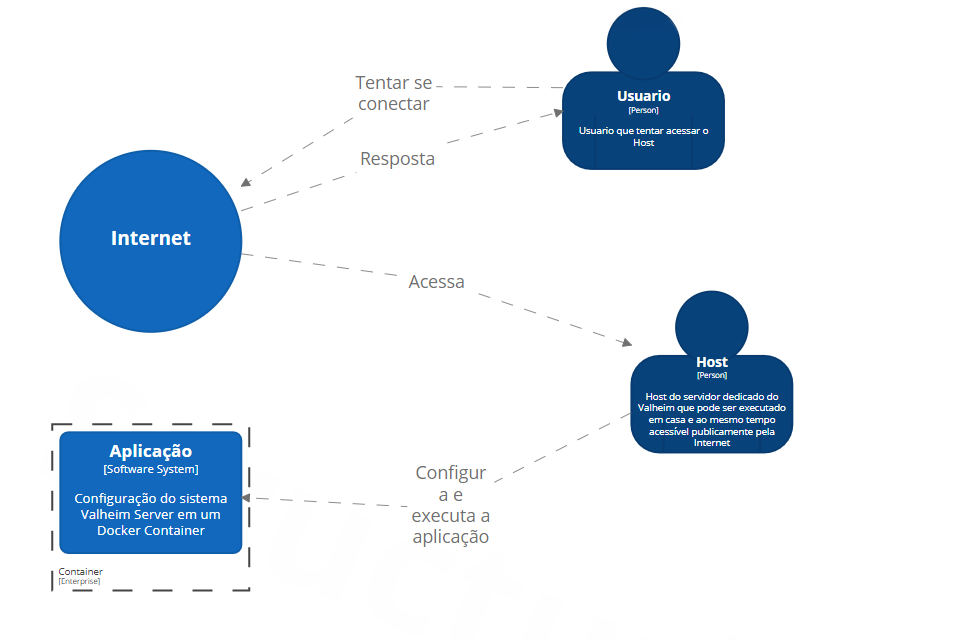 Usuario
[Person]
Usuario que tentar acessar o
Host
Tentar se
conectar
Resposta
Internet
Acessa
Host
[Person]
Host do servidor dedicado do
Valheim que pode ser executado
em casa e ao mesmo tempo
acessível publicamente pela
Internet
Aplicação
[Software System]
Configuração do sistema
Valheim Server em um
Docker Container
Configur
a e
executa a
aplicação
Container
[Enterprise]